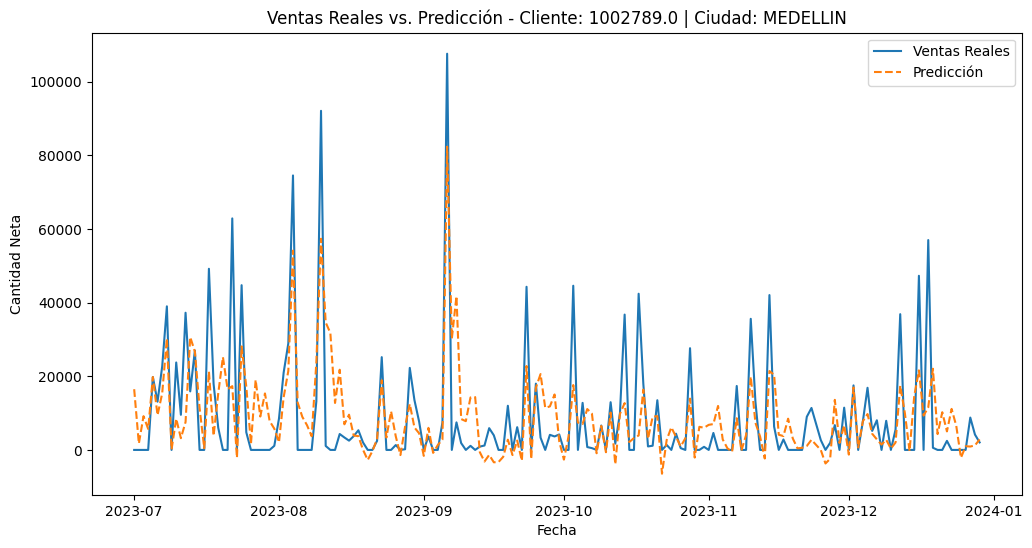 Ventas Reales vs. Predicción - Cliente: 1002789.0 | Ciudad: MEDELLIN
Ventas Reales
Predicción
100000
80000
60000
40000
20000
0
Cantidad Neta
2023-07
2023-08
2023-09
2023-10
2023-11
2023-12
2024-01
Fecha